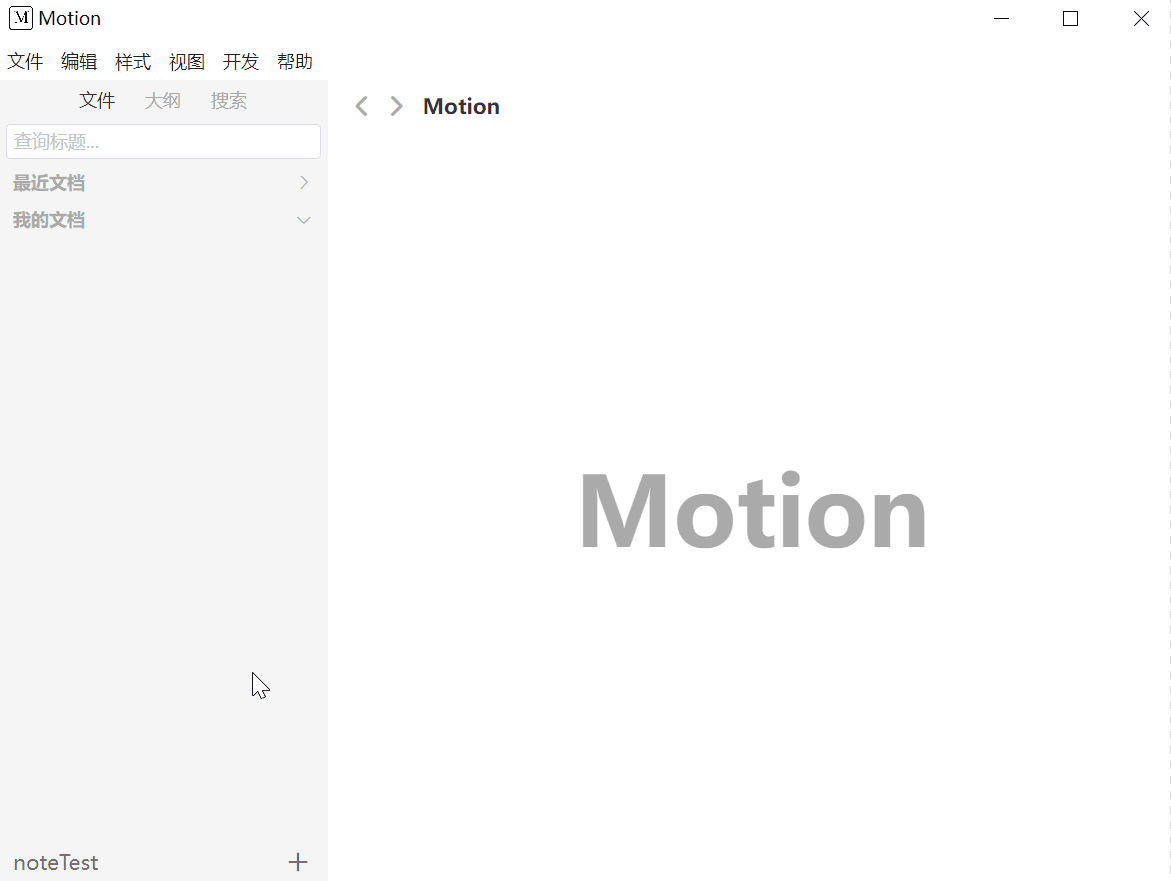 M Motion
文件 编辑 样式 视图 开发 帮助
文件 大纲 搜索
查询标题...
最近文档
我的文档
noteTest
Motion
Motion